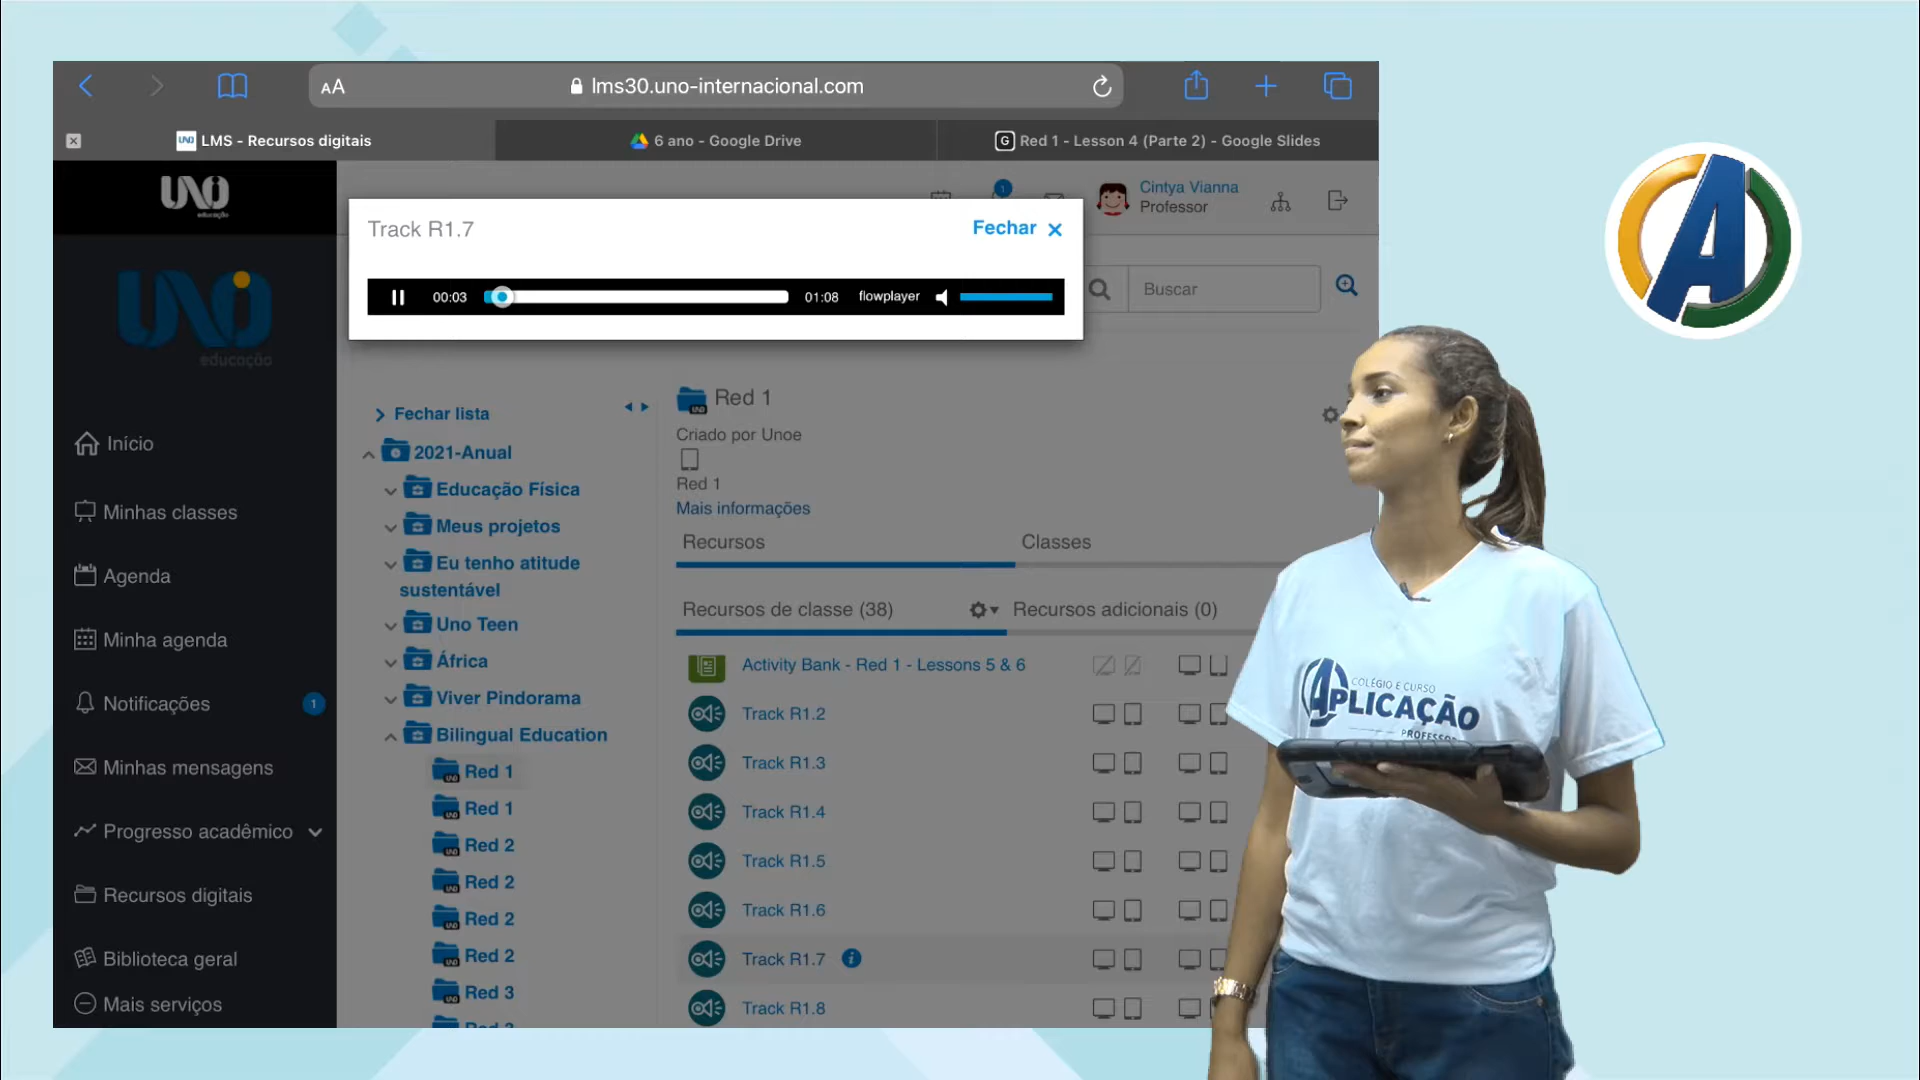 AA
lms30.uno-internacional.com
LMS - Recursos digitais
6 ano - Google Drive
Red 1 - Lesson 4 (Parte 2) - Google Slides
UNO
educação
1
Cintya Vianna
Professor
Track R1.7
Fechar
00:03
01:08
flowplayer
Buscar
UNO
educação
Início
Minhas classes
Agenda
Minha agenda
Notificações
1
Minhas mensagens
Progresso acadêmico
Recursos digitais
Biblioteca geral
Mais serviços
Fechar lista
2021-Anual
Educação Física
Meus projetos
Eu tenho atitude
sustentável
Uno Teen
África
Viver Pindorama
Bilingual Education
Red 1
Red 1
Red 2
Red 2
Red 2
Red 2
Red 3
Red 1
Criado por Unoe
Red 1
Mais informações
Recursos
Classes
Recursos de classe (38)
Recursos adicionais (0)
Activity Bank - Red 1 - Lessons 5 & 6
Track R1.2
Track R1.3
Track R1.4
Track R1.5
Track R1.6
Track R1.7
Track R1.8
A
COLÉGIO E CURSO
APLICAÇÃO